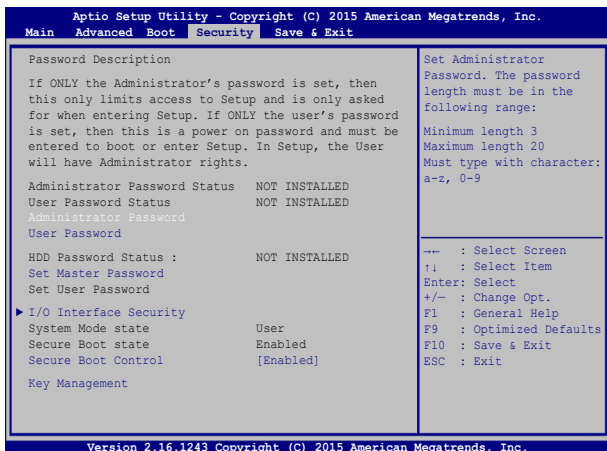 Aptio Setup Utility - Copyright (C) 2015 American Megatrends, Inc.
Main Advanced Boot Security Save & Exit
Password Description
If ONLY the Administrator's password is set, then
this only limits access to Setup and is only asked
for when entering Setup. If ONLY the user's password
is set, then this is a power on password and must be
entered to boot or enter Setup. In Setup, the User
will have Administrator rights.
Administrator Password Status NOT INSTALLED
User Password Status NOT INSTALLED
Administrator Password
User Password
HDD Password Status : NOT INSTALLED
Set Master Password
Set User Password
I/O Interface Security
System Mode state User
Secure Boot state Enabled
Secure Boot Control [Enabled]
Key Management
Set Administrator
Password. The password
length must be in the
following range:
Minimum length 3
Maximum length 20
Must type with character:
a-z, 0-9
→← : Select Screen
↑↓ : Select Item
Enter: Select
+/— : Change Opt.
F1 : General Help
F9 : Optimized Defaults
F10 : Save & Exit
ESC : Exit
Version 2.16.1243 Copyright (C) 2015 American Megatrends, Inc.